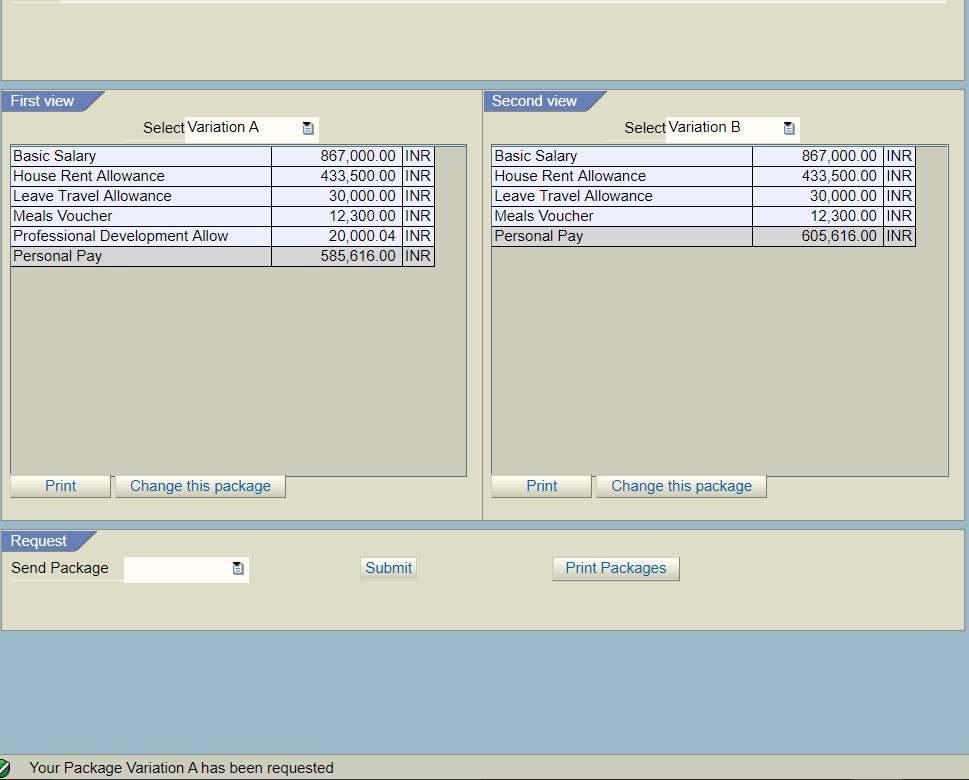 First view
Select Variation A
Basic Salary 867,000.00 INR
House Rent Allowance 433,500.00 INR
Leave Travel Allowance 30,000.00 INR
Meals Voucher 12,300.00 INR
Professional Development Allow 20,000.04 INR
Personal Pay 585,616.00 INR
Print Change this package
Second view
Select Variation B
Basic Salary 867,000.00 INR
House Rent Allowance 433,500.00 INR
Leave Travel Allowance 30,000.00 INR
Meals Voucher 12,300.00 INR
Personal Pay 605,616.00 INR
Print Change this package
Request
Send Package Submit Print Packages
Your Package Variation A has been requested